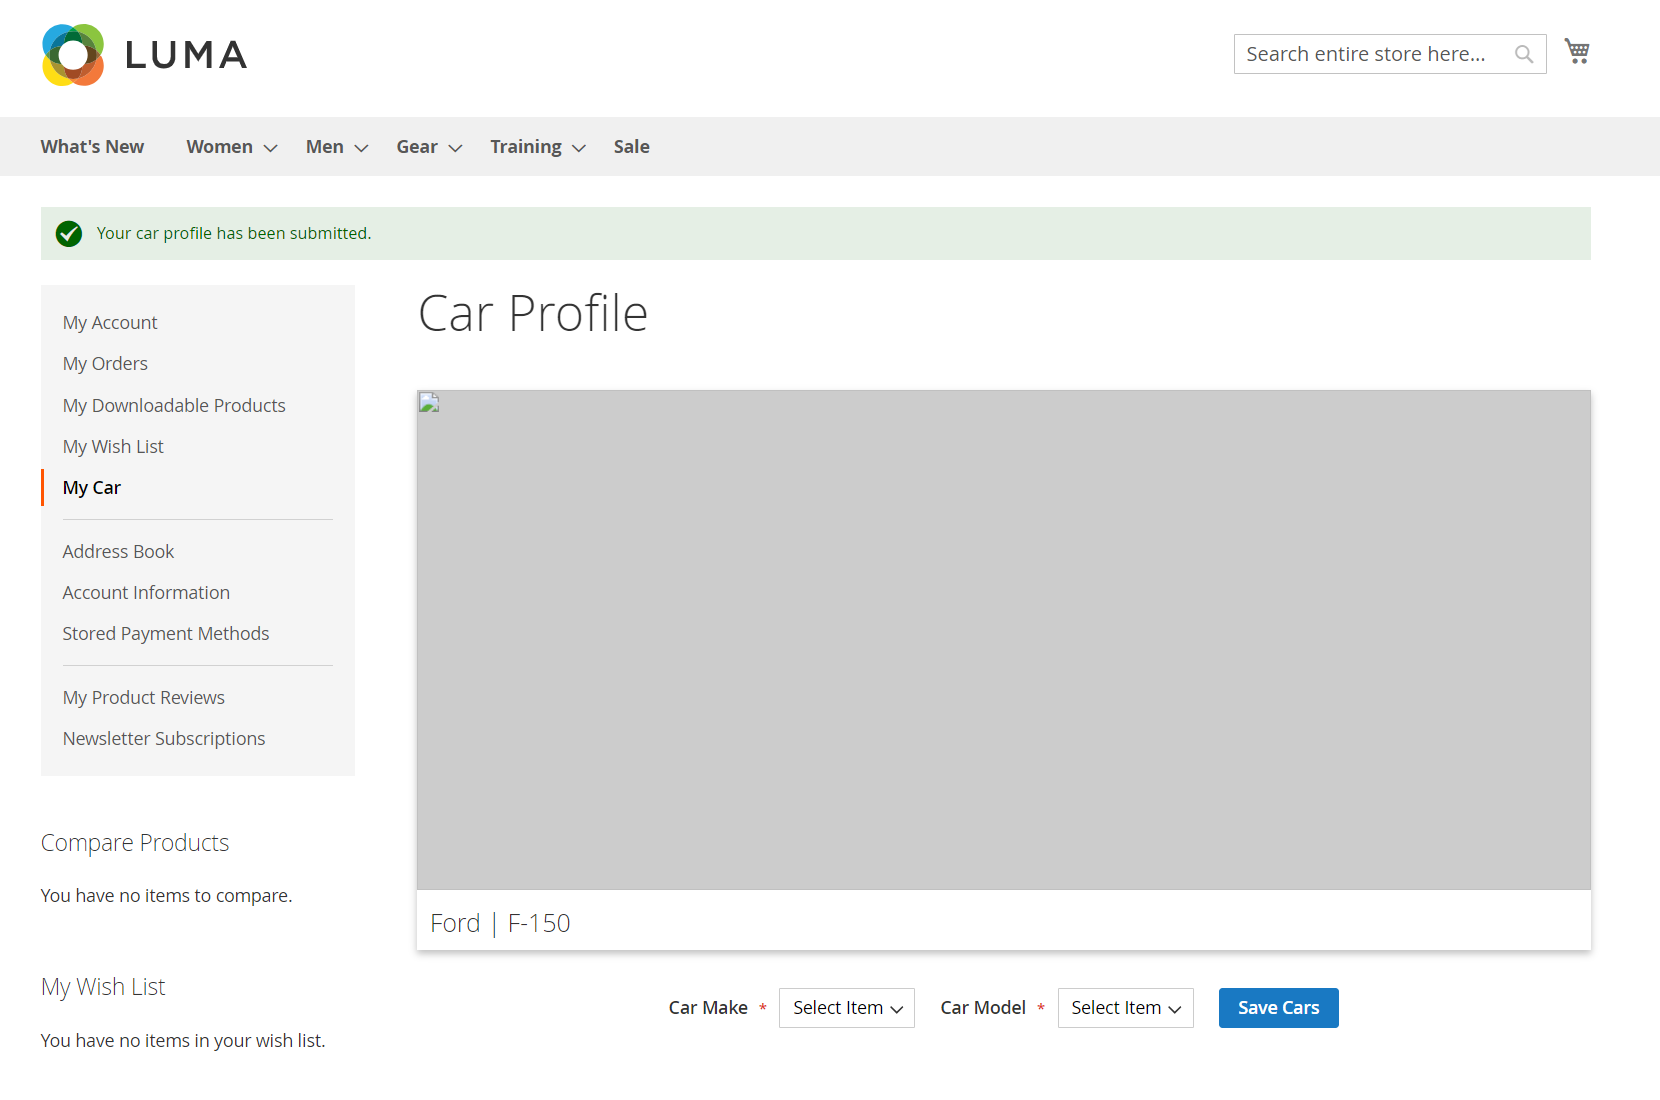 LUMA
Search entire store here...
What's New Women Men Gear Training Sale
Your car profile has been submitted.
My Account
My Orders
My Downloadable Products
My Wish List
My Car
Address Book
Account Information
Stored Payment Methods
My Product Reviews
Newsletter Subscriptions
Compare Products
You have no items to compare.
My Wish List
You have no items in your wish list.
Car Profile
Ford | F-150
Car Make * Select Item Car Model * Select Item Save Cars